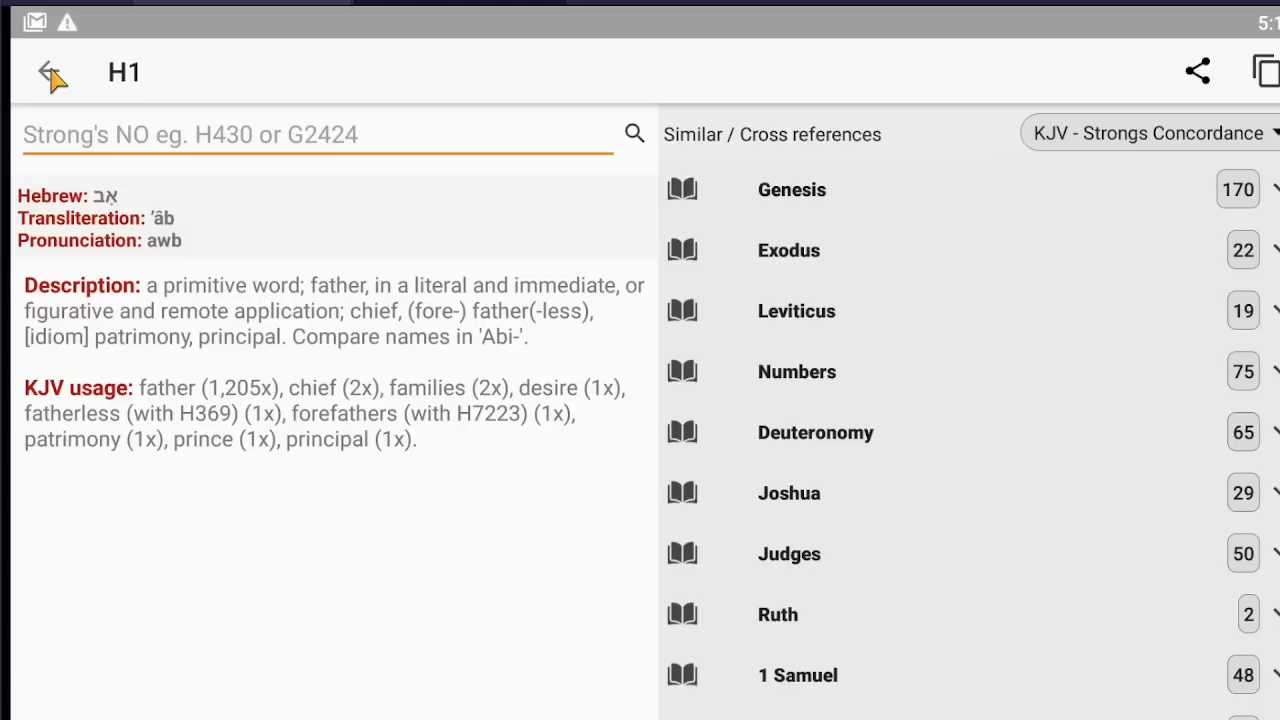 5:1
H1
Strong's NO eg. H430 or G2424
Hebrew: אָב
Transliteration: ʼâb
Pronunciation: awb
Description: a primitive word; father, in a literal and immediate, or
figurative and remote application; chief, (fore-) father(-less),
[idiom] patrimony, principal. Compare names in 'Abi-'.
KJV usage: father (1,205x), chief (2x), families (2x), desire (1x),
fatherless (with H369) (1x), forefathers (with H7223) (1x),
patrimony (1x), prince (1x), principal (1x).
Similar / Cross references
KJV - Strongs Concordance
Genesis 170
Exodus 22
Leviticus 19
Numbers 75
Deuteronomy 65
Joshua 29
Judges 50
Ruth 2
1 Samuel 48